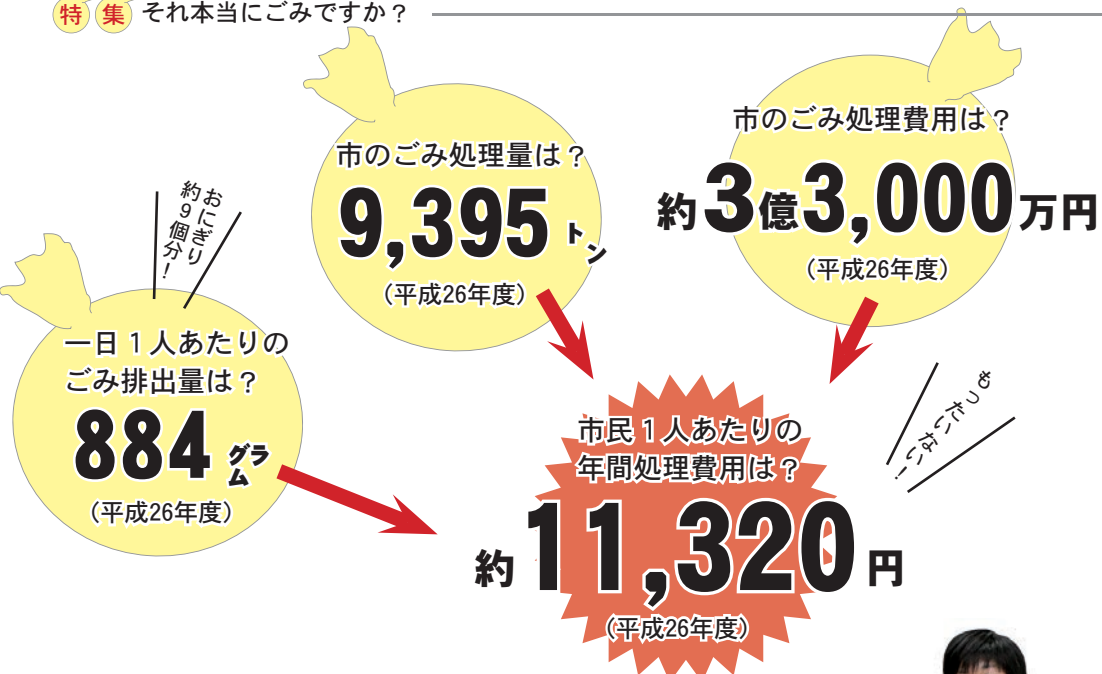 特集 それ本当にごみですか？
市のごみ処理費用は？
約3億3,000万円
（平成26年度）
市のごみ処理量は？
9,395トン
（平成26年度）
おにぎり
約9個分！
一日１人あたりの
ごみ排出量は？
884グラム
（平成26年度）
もったいない！
市民１人あたりの
年間処理費用は？
約11,320円
（平成26年度）